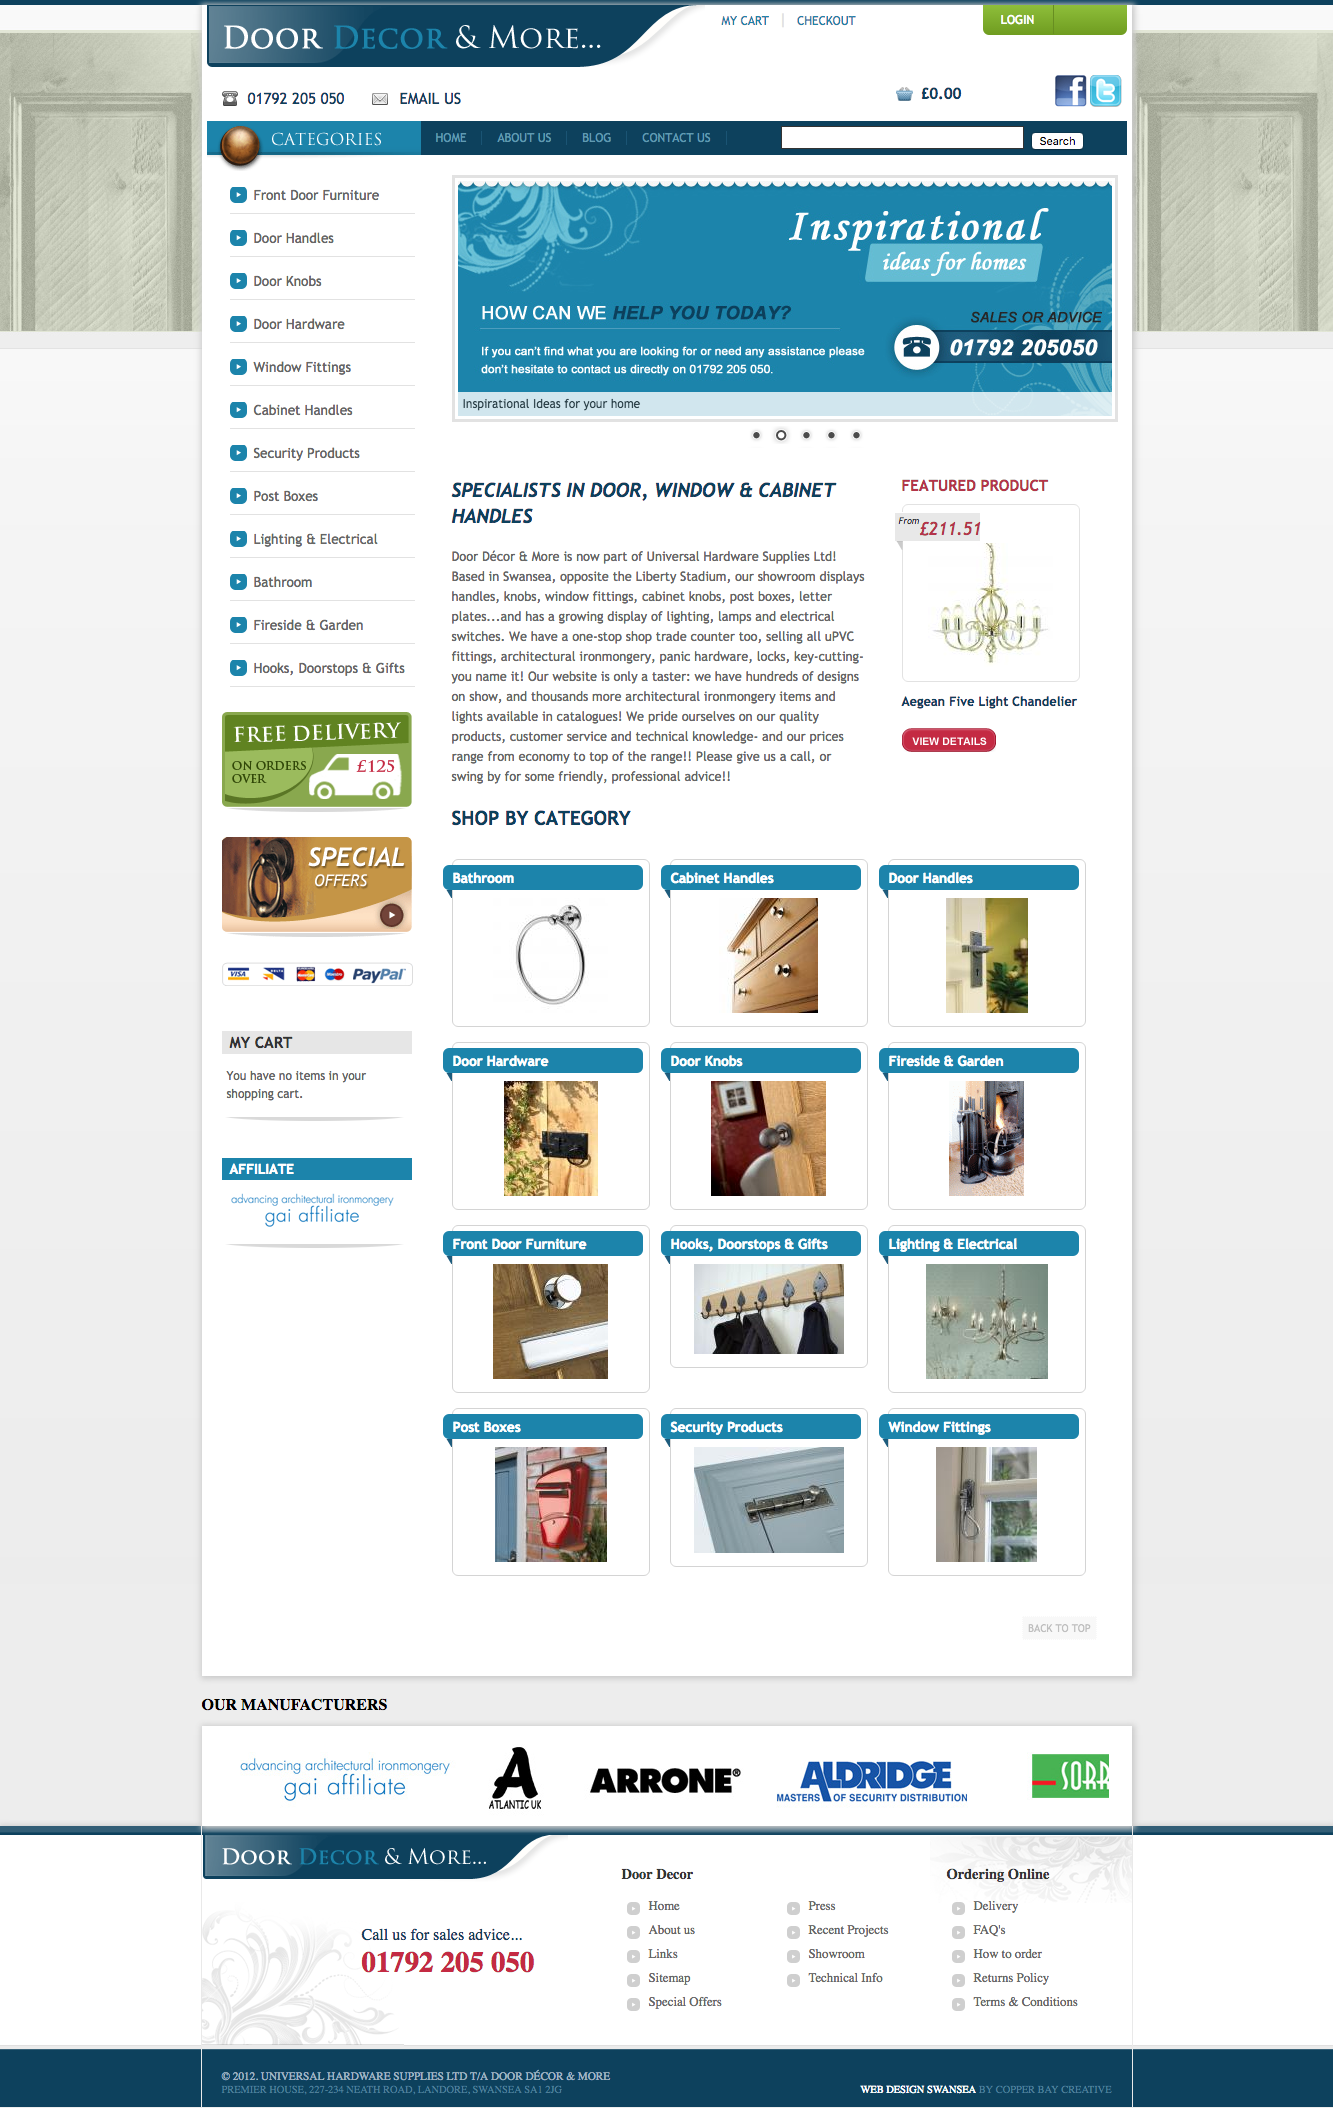 DOOR DECOR & MORE...
MY CART
CHECKOUT
LOGIN
01792 205 050
EMAIL US
£0.00
CATEGORIES
HOME
ABOUT US
BLOG
CONTACT US
Search
Front Door Furniture
Door Handles
Door Knobs
Door Hardware
Window Fittings
Cabinet Handles
Security Products
Post Boxes
Lighting & Electrical
Bathroom
Fireside & Garden
Hooks, Doorstops & Gifts
FREE DELIVERY
ON ORDERS
OVER
£125
SPECIAL
OFFERS
VISA
DELTA
PayPal
MY CART
You have no items in your
shopping cart.
AFFILIATE
advancing architectural ironmongery
gai affiliate
Inspirational
ideas for homes
HOW CAN WE HELP YOU TODAY?
If you can't find what you are looking for or need any assistance please
don't hesitate to contact us directly on 01792 205 050.
SALES OR ADVICE
01792 205050
Inspirational Ideas for your home
SPECIALISTS IN DOOR, WINDOW & CABINET
HANDLES
Door Décor & More is now part of Universal Hardware Supplies Ltd!
Based in Swansea, opposite the Liberty Stadium, our showroom displays
handles, knobs, window fittings, cabinet knobs, post boxes, letter
plates...and has a growing display of lighting, lamps and electrical
switches. We have a one-stop shop trade counter too, selling all uPVC
fittings, architectural ironmongery, panic hardware, locks, key-cutting-
you name it! Our website is only a taster: we have hundreds of designs
on show, and thousands more architectural ironmongery items and
lights available in catalogues! We pride ourselves on our quality
products, customer service and technical knowledge- and our prices
range from economy to top of the range!! Please give us a call, or
swing by for some friendly, professional advice!!
FEATURED PRODUCT
From £211.51
Aegean Five Light Chandelier
VIEW DETAILS
SHOP BY CATEGORY
Bathroom
Cabinet Handles
Door Handles
Door Hardware
Door Knobs
Fireside & Garden
Front Door Furniture
Hooks, Doorstops & Gifts
Lighting & Electrical
Post Boxes
Security Products
Window Fittings
BACK TO TOP
OUR MANUFACTURERS
advancing architectural ironmongery
gai affiliate
A
ATLANTIC UK
ARRONE®
ALDRIDGE
MASTERS OF SECURITY DISTRIBUTION
DOOR DECOR & MORE...
Call us for sales advice...
01792 205 050
Door Decor
Home
About us
Links
Sitemap
Special Offers
Press
Recent Projects
Showroom
Technical Info
Ordering Online
Delivery
FAQ's
How to order
Returns Policy
Terms & Conditions
© 2012. UNIVERSAL HARDWARE SUPPLIES LTD T/A DOOR DÉCOR & MORE
PREMIER HOUSE, 227-234 NEATH ROAD, LANDORE, SWANSEA SA1 2JG
WEB DESIGN SWANSEA BY COPPER BAY CREATIVE